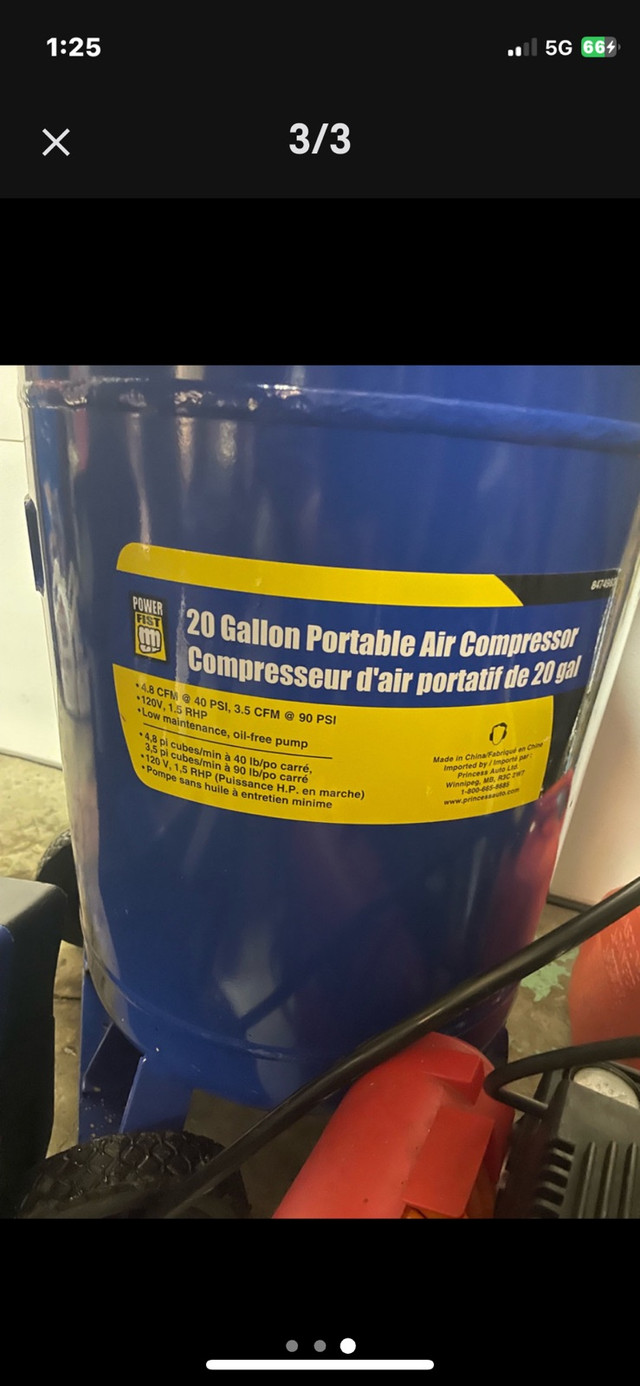 1:25
5G
66
3/3
POWER
FIST
20 Gallon Portable Air Compressor
Compresseur d'air portatif de 20 gal
•4.8 CFM @ 40 PSI, 3.5 CFM @ 90 PSI
•120V, 1.5 RHP
•Low maintenance, oil-free pump
•4,8 pi cubes/min à 40 lb/po carré,
3,5 pi cubes/min à 90 lb/po carré
•120 V, 1,5 RHP (Puissance H.P. en marche)
•Pompe sans huile à entretien minime
Made in China/Fabriqué en Chine
Imported by / Importé par:
Princess Auto Ltd.
Winnipeg, MB, R3C
1-800-665-8685
www.princessauto.com